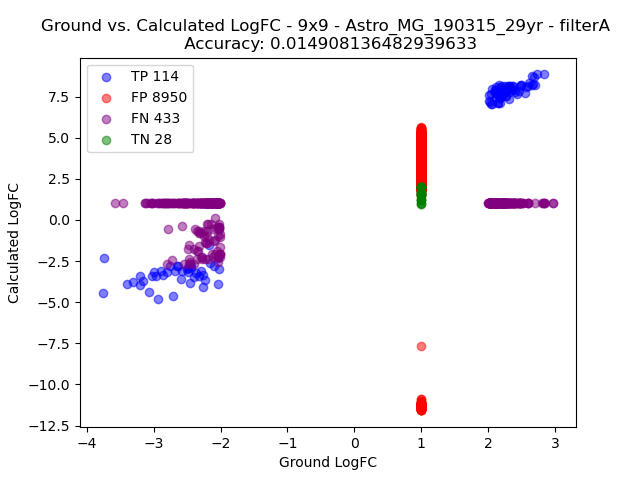 Ground vs. Calculated LogFC - 9x9 - Astro_MG_190315_29yr - filterA
Accuracy: 0.014908136482939633
TP 114
FP 8950
FN 433
TN 28
7.5
5.0
2.5
0.0
−2.5
−5.0
−7.5
−10.0
−12.5
Calculated LogFC
−4
−3
−2
−1
0
1
2
3
Ground LogFC